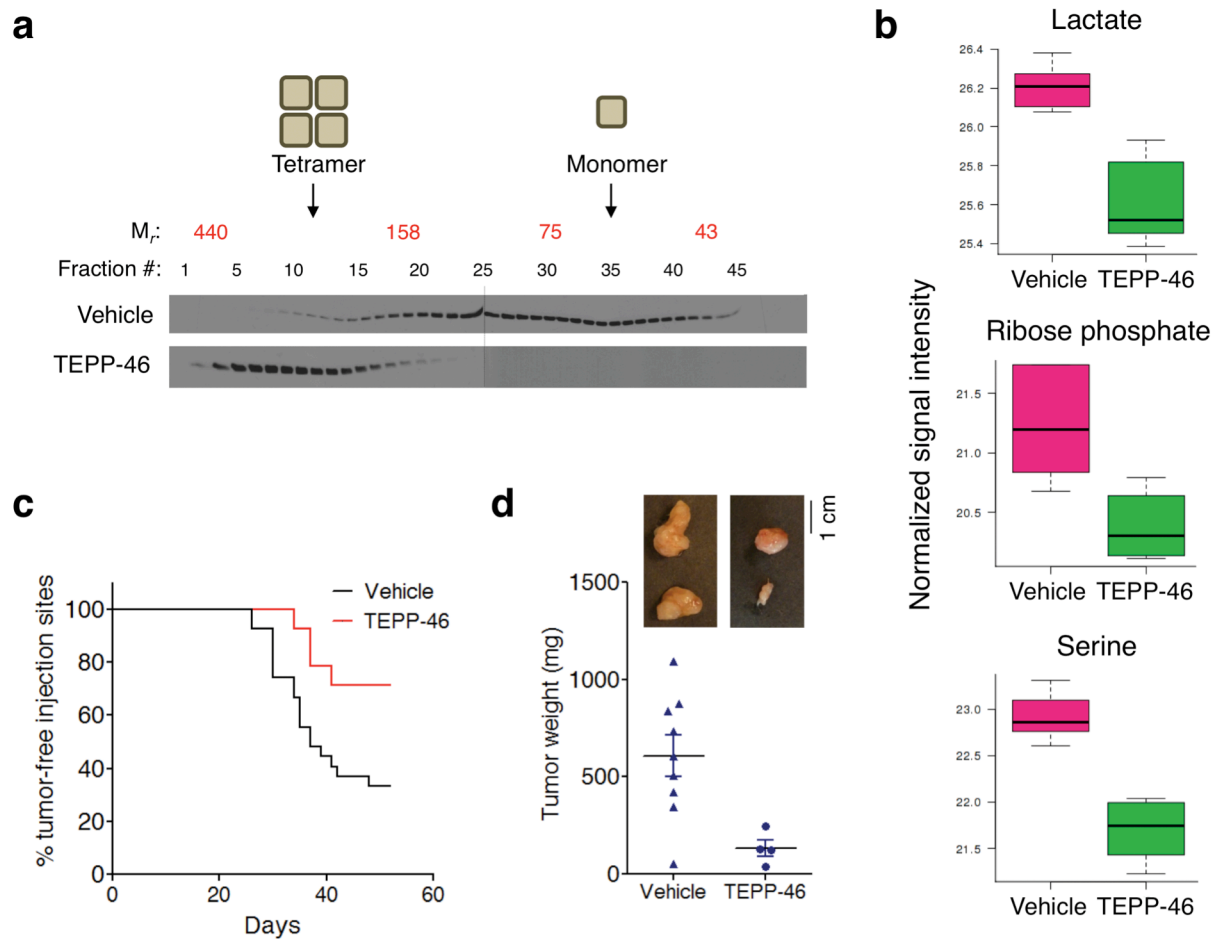 a
Tetramer
Monomer
Mr: 440 158 75 43
Fraction #: 1 5 10 15 20 25 30 35 40 45
Vehicle
TEPP-46
b
Normalized signal intensity
Lactate
26.4
26.2
26.0
25.8
25.6
25.4
Vehicle TEPP-46
Ribose phosphate
21.5
21.0
20.5
Vehicle TEPP-46
Serine
23.0
22.5
22.0
21.5
Vehicle TEPP-46
c
% tumor-free injection sites
100
80
60
40
20
0
Vehicle
TEPP-46
0 20 40 60
Days
d
1 cm
Tumor weight (mg)
1500
1000
500
0
Vehicle TEPP-46